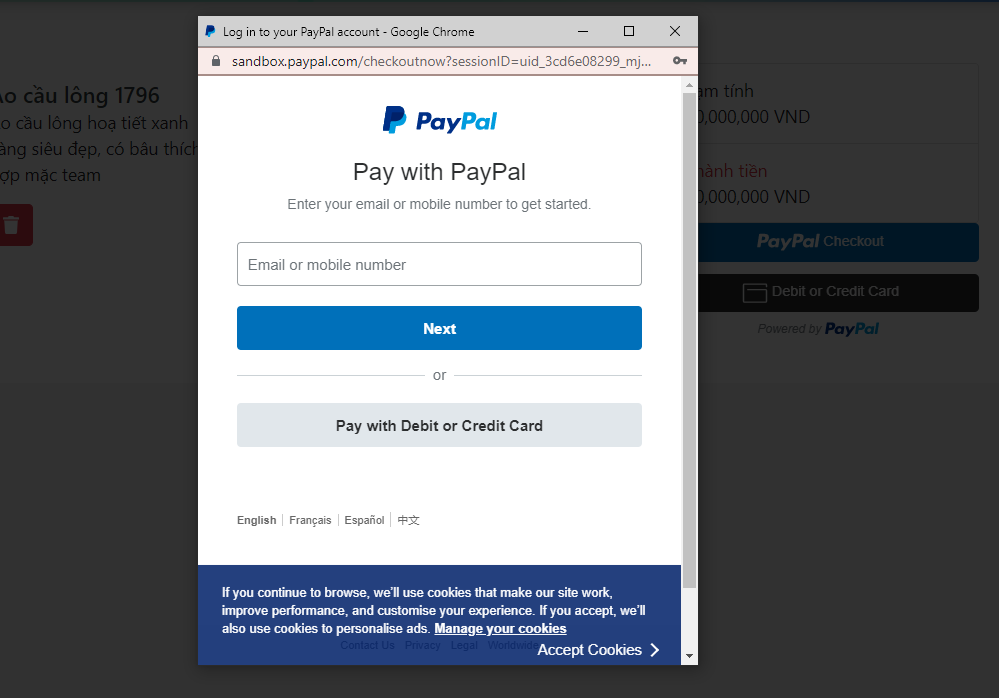 Log in to your PayPal account - Google Chrome
sandbox.paypal.com/checkoutnow?sessionID=uid_3cd6e08299_mj...
PayPal
Pay with PayPal
Enter your email or mobile number to get started.
Email or mobile number
Next
or
Pay with Debit or Credit Card
English Français Español 中文
If you continue to browse, we'll use cookies that make our site work,
improve performance, and customise your experience. If you accept, we'll
also use cookies to personalise ads. Manage your cookies
Contact Us Privacy Legal Worldwide
Accept Cookies
cầu lông 1796
cầu lông hoạ tiết xanh
siêu đẹp, có bâu thích
mặc team
tính
0,000,000 VND
tiền
0,000,000 VND
PayPal Checkout
Debit or Credit Card
Powered by PayPal